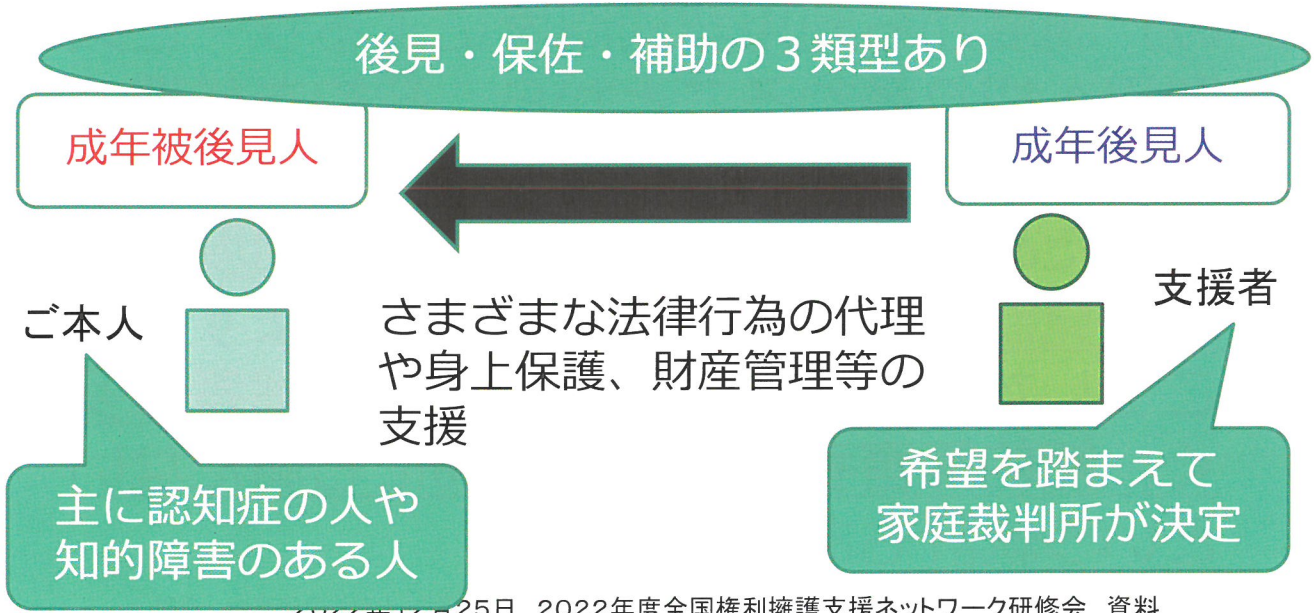 後見・保佐・補助の３類型あり
成年被後見人
成年後見人
ご本人
支援者
さまざまな法律行為の代理
や身上保護、財産管理等の
支援
主に認知症の人や
知的障害のある人
希望を踏まえて
家庭裁判所が決定
25日 2022年度全国権利擁護支援ネットワーク研修会 資料